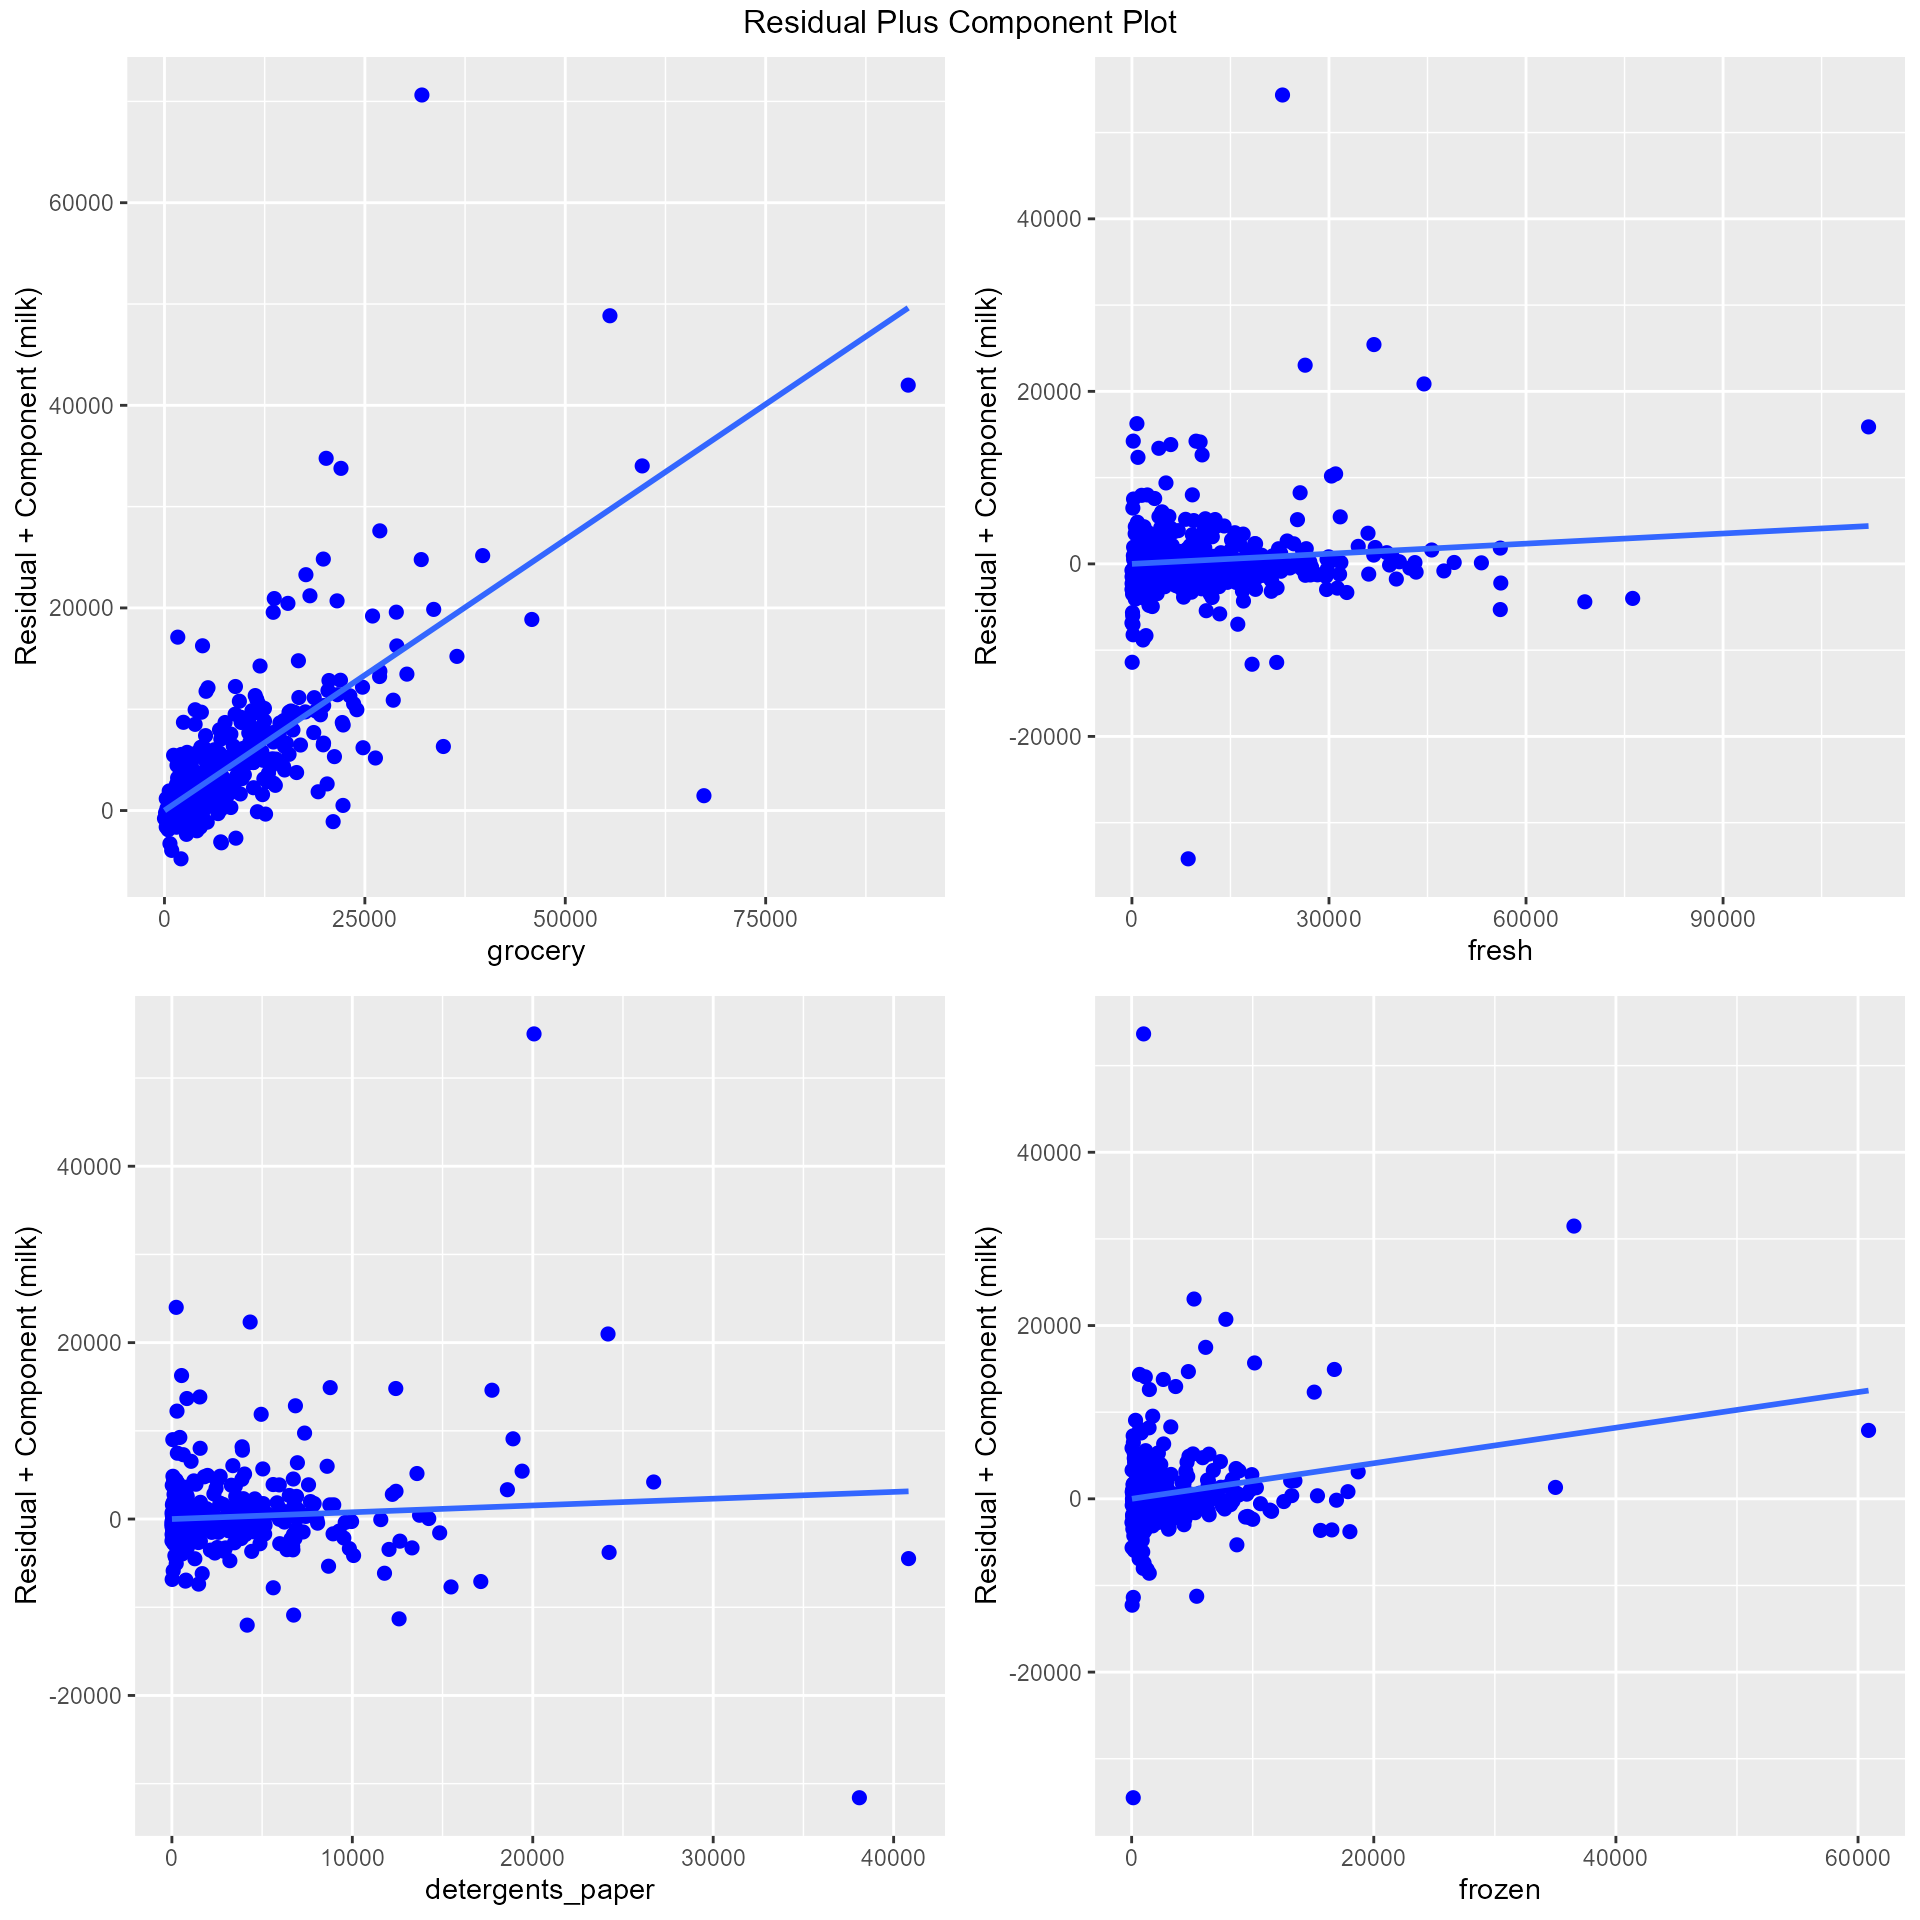 Residual Plus Component Plot
Residual + Component (milk)
60000
40000
20000
0
0 25000 50000 75000
grocery
Residual + Component (milk)
40000
20000
0
-20000
0 30000 60000 90000
fresh
Residual + Component (milk)
40000
20000
0
-20000
0 10000 20000 30000 40000
detergents_paper
Residual + Component (milk)
40000
20000
0
-20000
0 20000 40000 60000
frozen